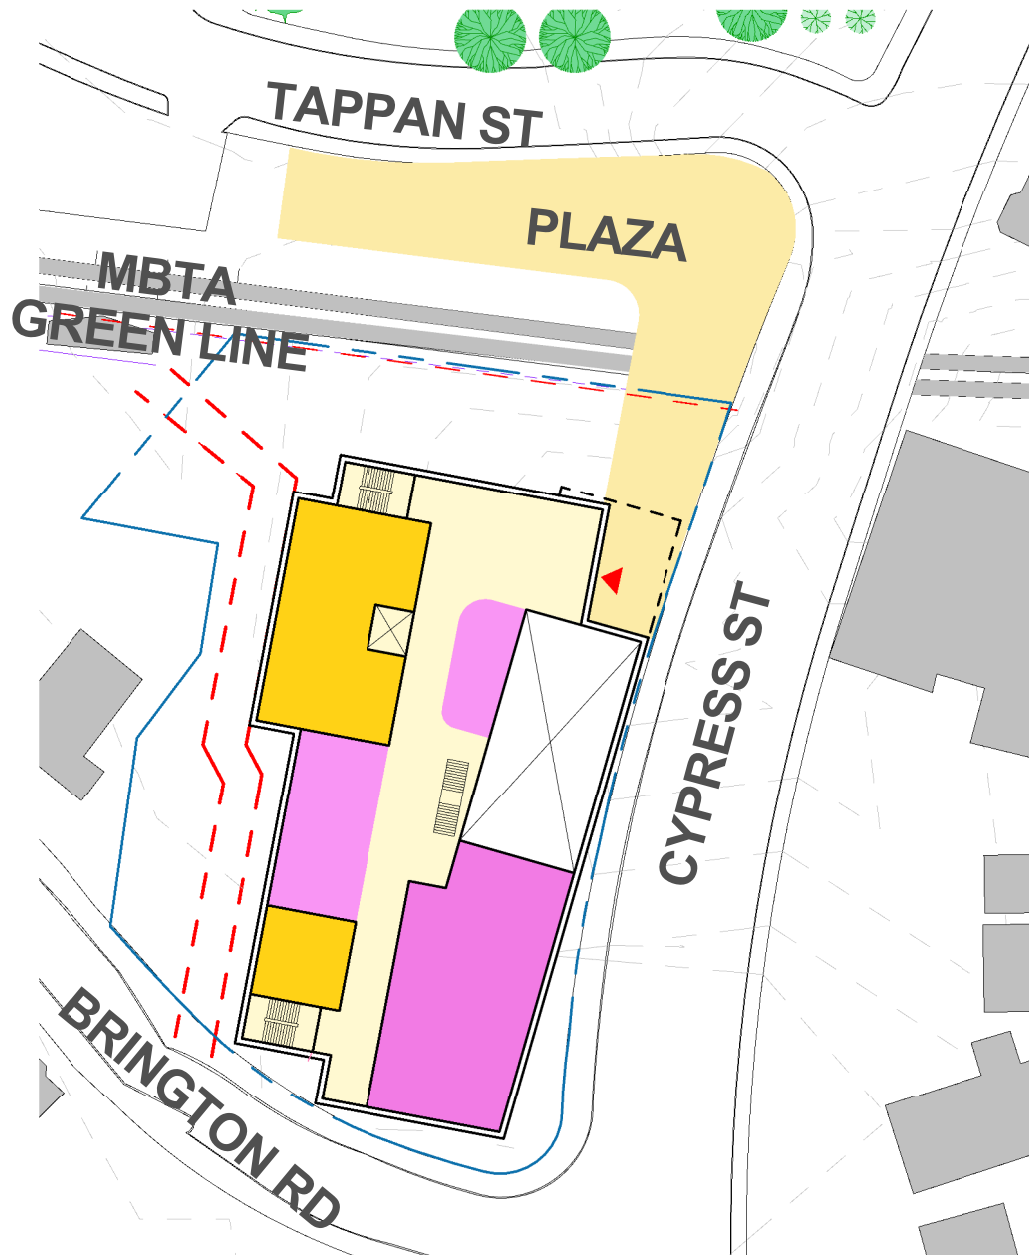 TAPPAN ST
PLAZA
MBTA
GREEN LINE
CYPRESS ST
BRINGTON RD